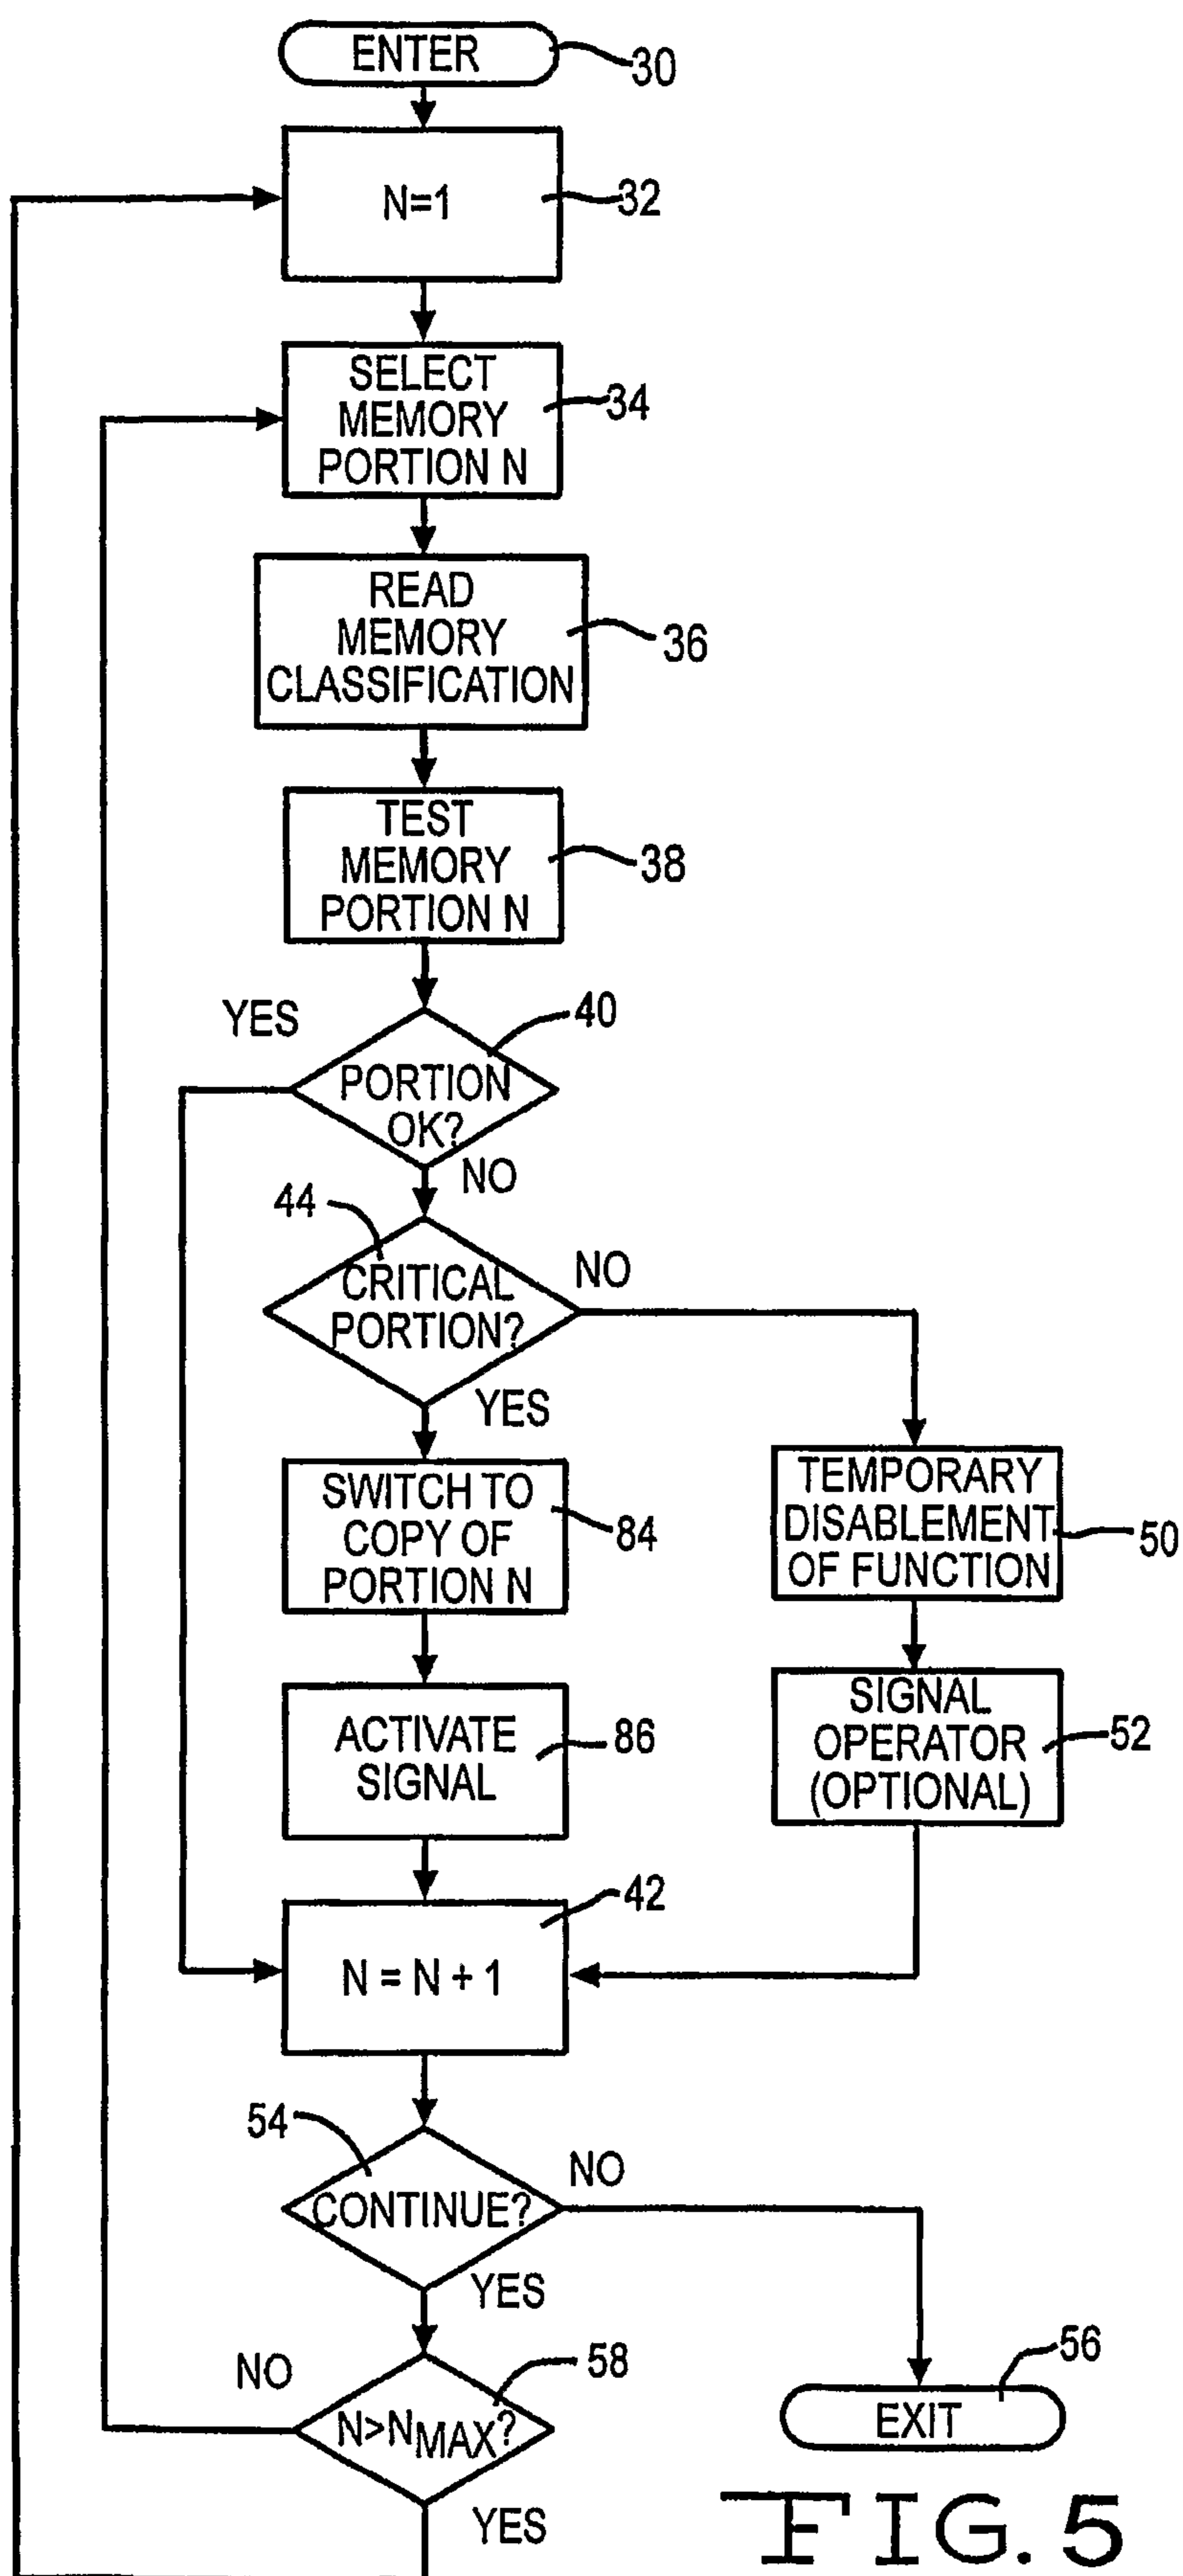 ENTER
30
N=1
32
SELECT
MEMORY
PORTION N
34
READ
MEMORY
CLASSIFICATION
36
TEST
MEMORY
PORTION N
38
YES
40
PORTION
OK?
NO
44
CRITICAL
PORTION?
NO
YES
SWITCH TO
COPY OF
PORTION N
84
TEMPORARY
DISABLEMENT
OF FUNCTION
50
ACTIVATE
SIGNAL
86
SIGNAL
OPERATOR
(OPTIONAL)
52
42
N = N + 1
54
CONTINUE?
NO
YES
NO
58
N>NMAX?
YES
56
EXIT
FIG. 5